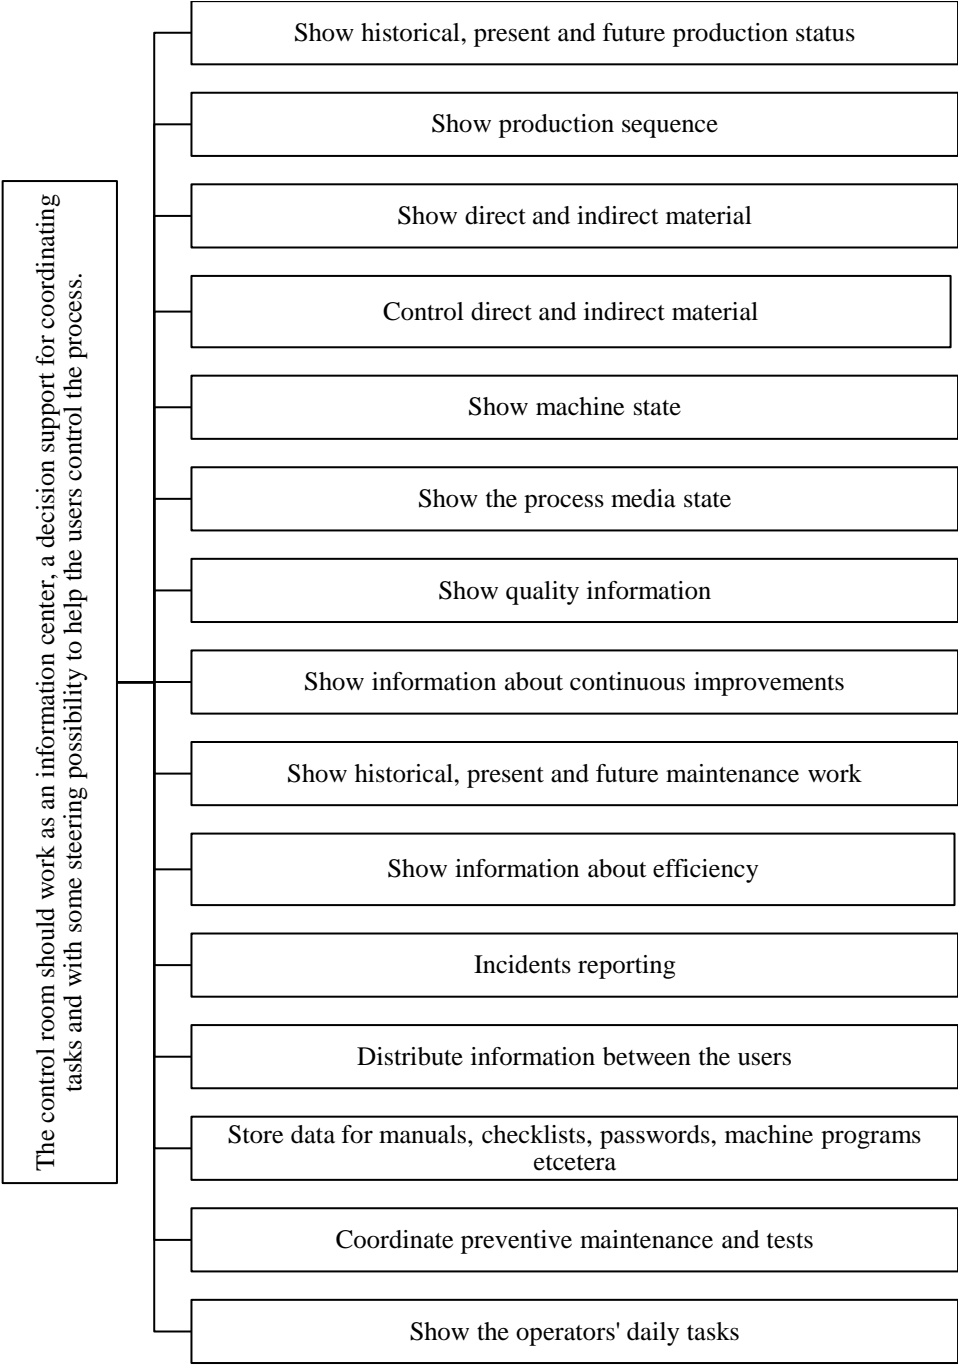 The control room should work as an information center, a decision support for coordinating
tasks and with some steering possibility to help the users control the process.
Show historical, present and future production status
Show production sequence
Show direct and indirect material
Control direct and indirect material
Show machine state
Show the process media state
Show quality information
Show information about continuous improvements
Show historical, present and future maintenance work
Show information about efficiency
Incidents reporting
Distribute information between the users
Store data for manuals, checklists, passwords, machine programs
etcetera
Coordinate preventive maintenance and tests
Show the operators' daily tasks